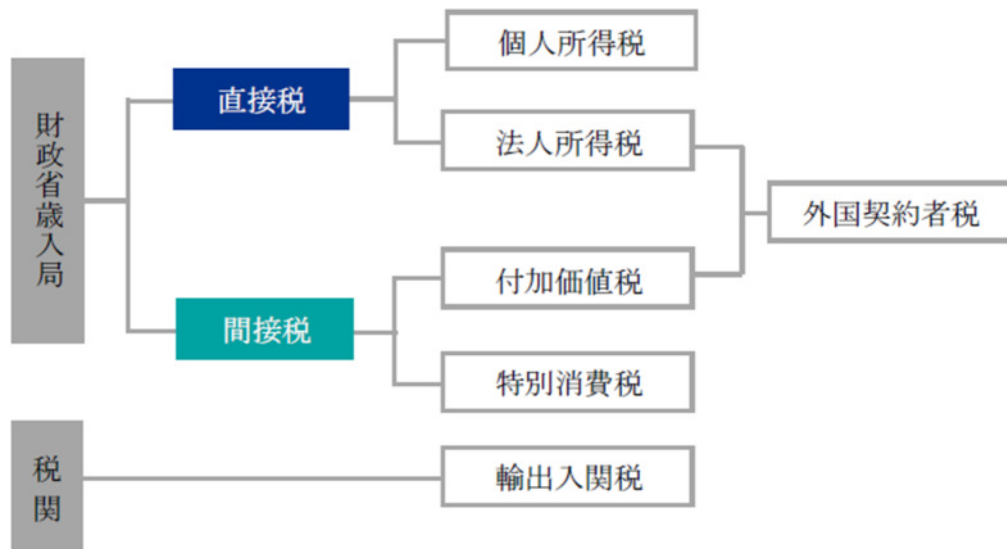 財政省歳入局
直接税
個人所得税
法人所得税
外国契約者税
間接税
付加価値税
特別消費税
税関
輸出入関税